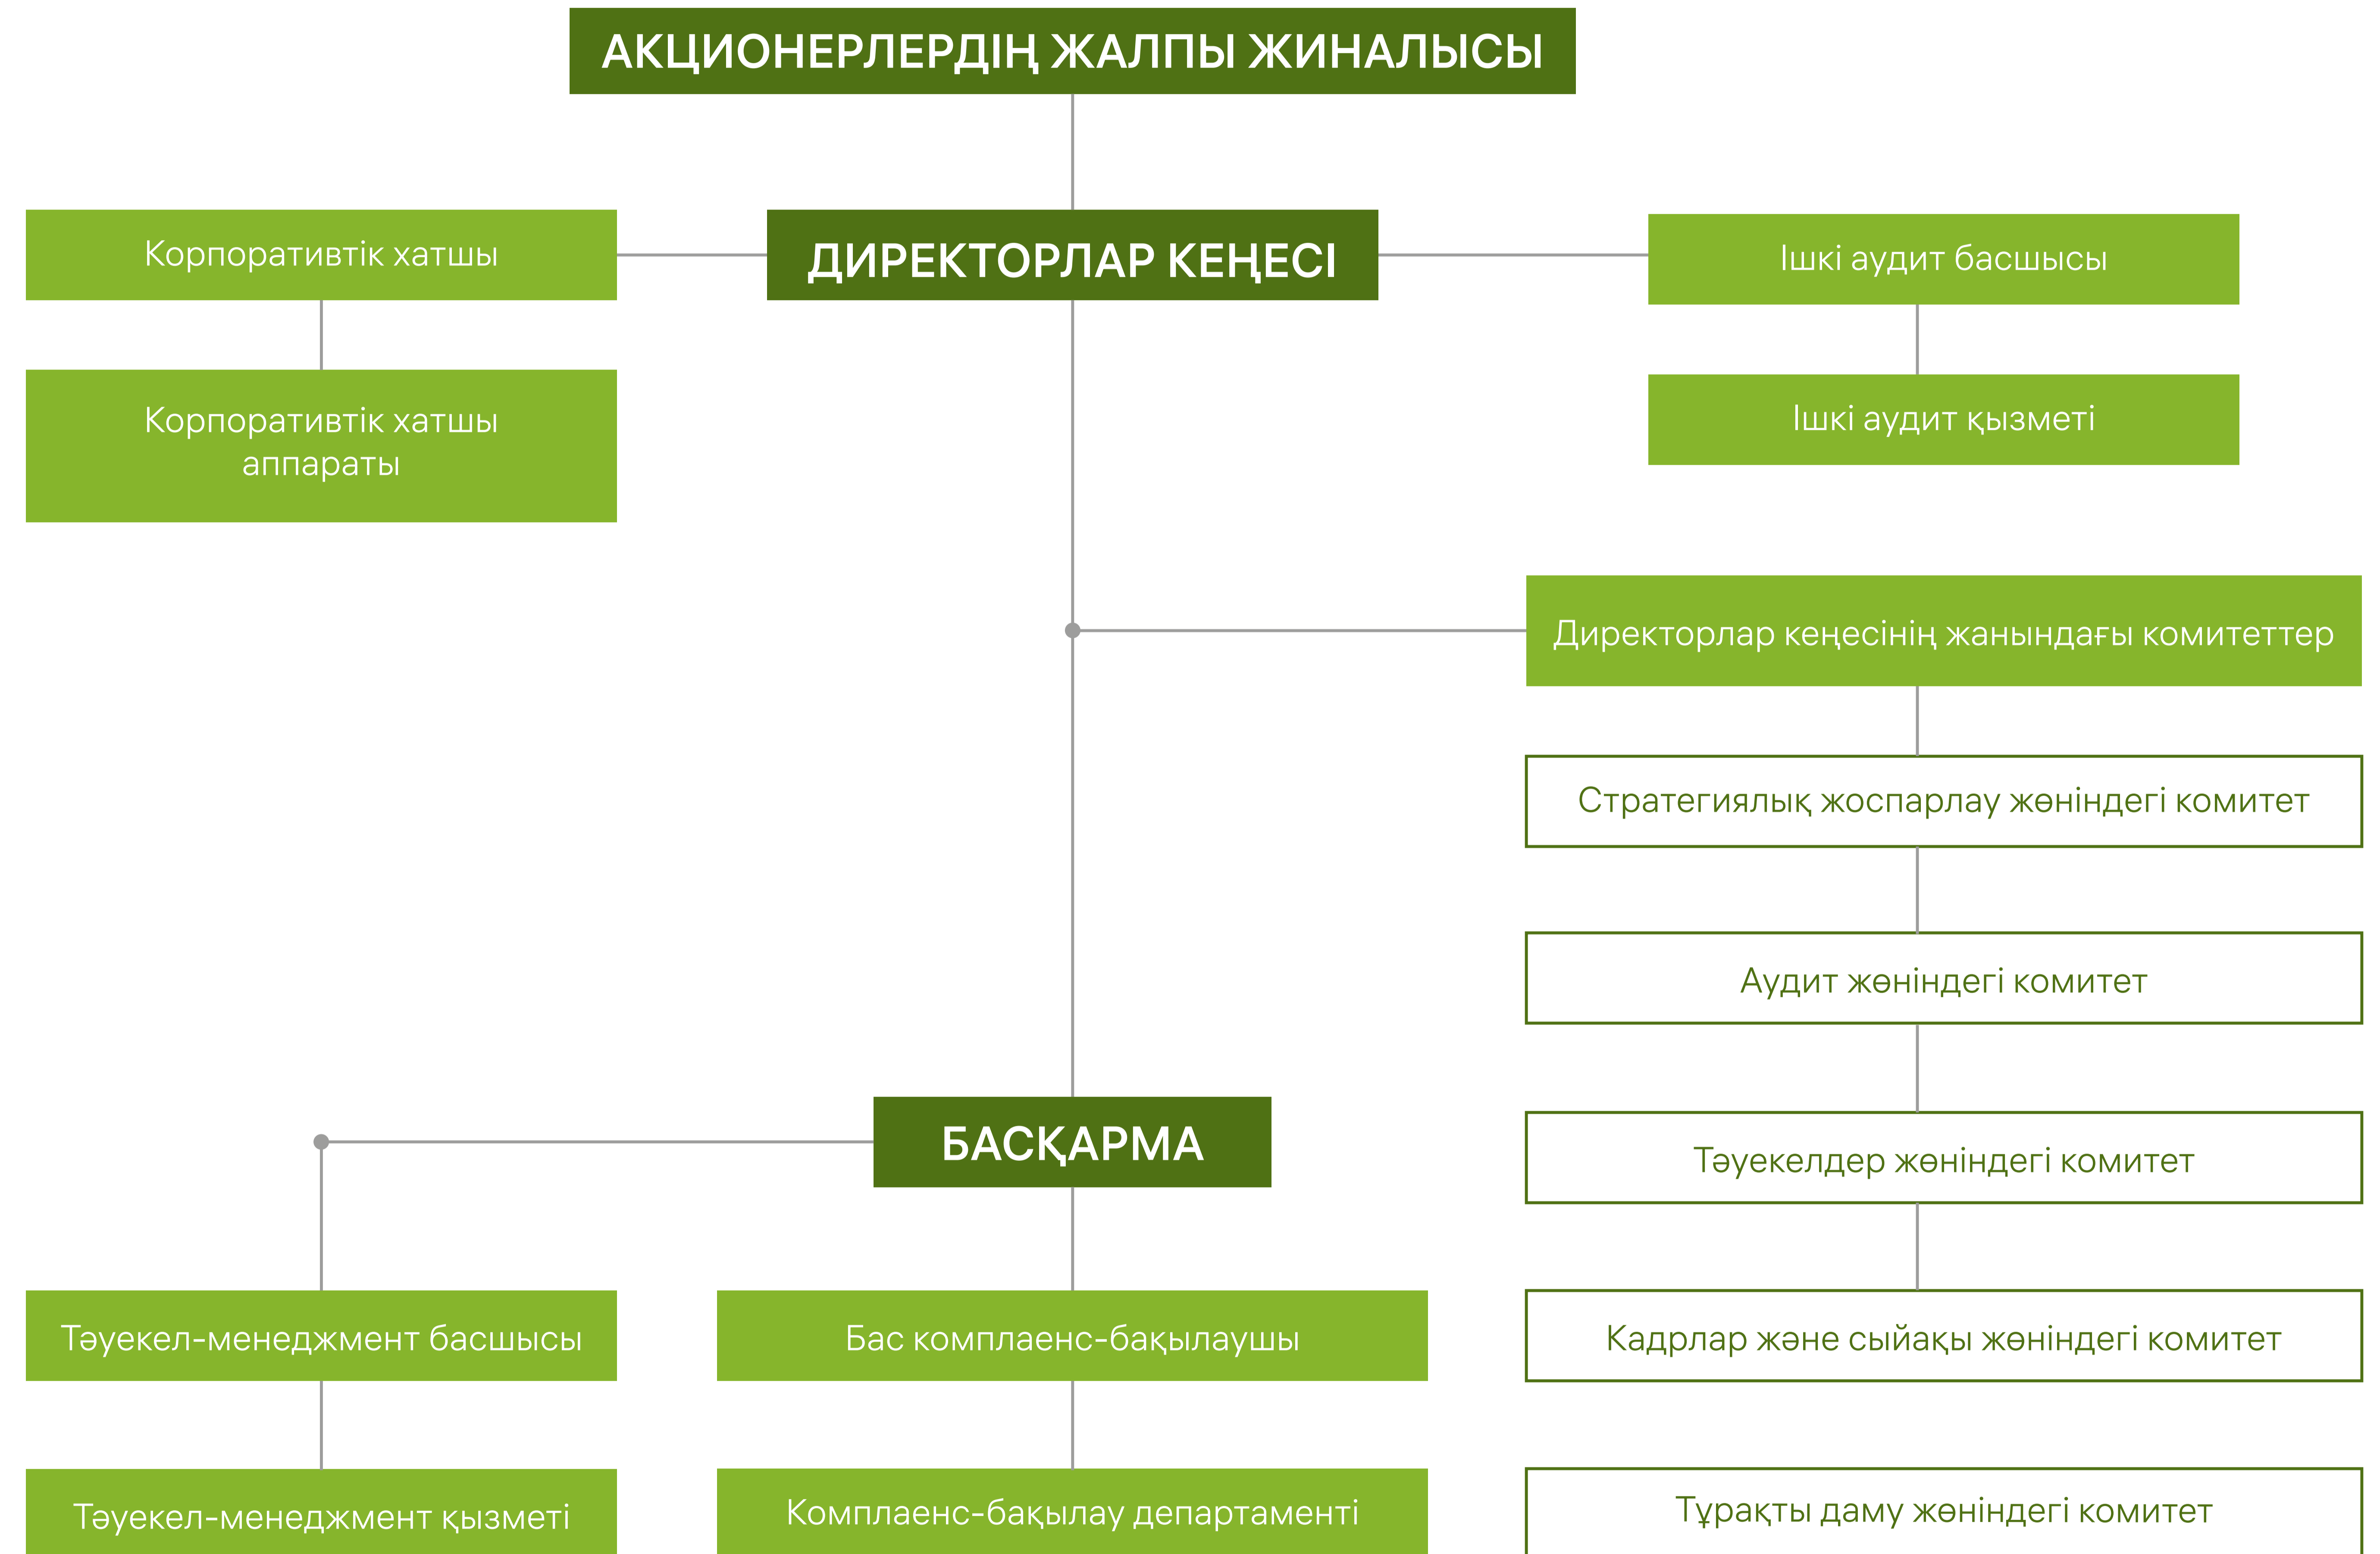 АКЦИОНЕРЛЕРДІҢ ЖАЛПЫ ЖИНАЛЫСЫ
Корпоративтік хатшы
ДИРЕКТОРЛАР КЕҢЕСІ
Ішкі аудит басшысы
Корпоративтік хатшы
аппараты
Ішкі аудит қызметі
Директорлар кеңесінің жанындағы комитеттер
Стратегиялық жоспарлау жөніндегі комитет
Аудит жөніндегі комитет
БАСҚАРМА
Тәуекелдер жөніндегі комитет
Тәуекел-менеджмент басшысы
Бас комплаенс-бақылаушы
Кадрлар және сыйақы жөніндегі комитет
Тәуекел-менеджмент қызметі
Комплаенс-бақылау департаменті
Тұрақты даму жөніндегі комитет